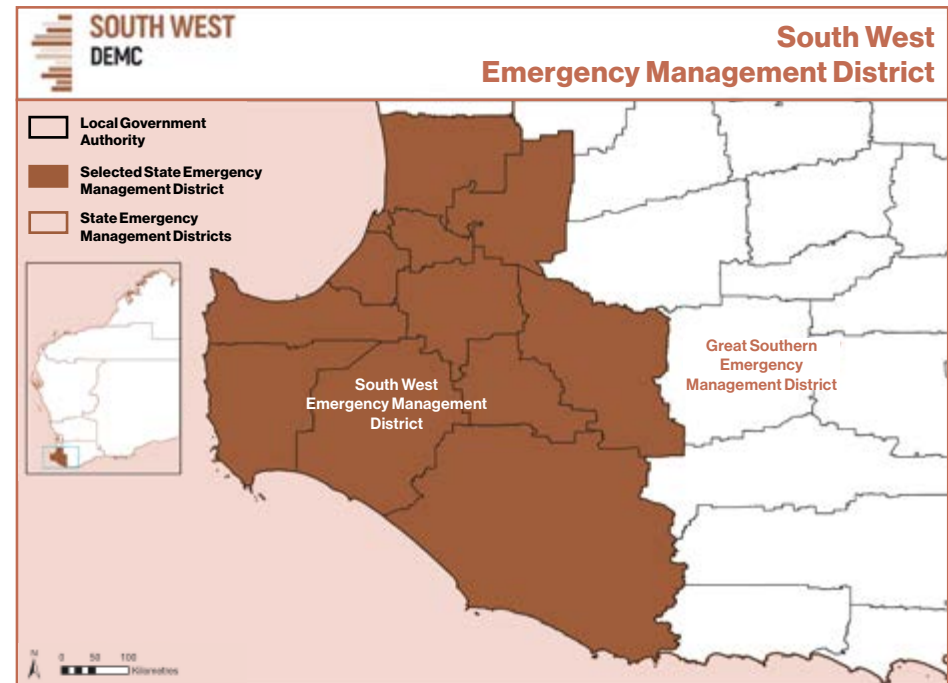 SOUTH WEST
DEMC
South West
Emergency Management District
Local Government
Authority
Selected State Emergency
Management District
State Emergency
Management Districts
South West
Emergency Management
District
Great Southern
Emergency
Management District
N
0 50 100
Kilometres